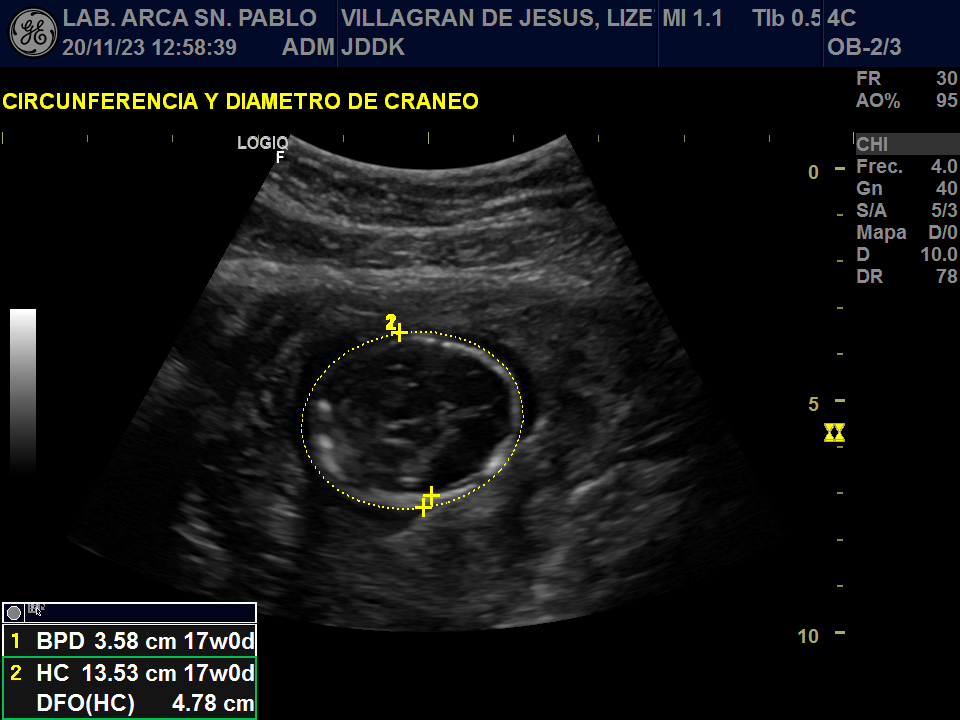 LAB. ARCA SN. PABLO VILLAGRAN DE JESUS, LIZE MI 1.1 TIb 0.5 4C
20/11/23 12:58:39 ADM JDDK OB-2/3
CIRCUNFERENCIA Y DIAMETRO DE CRANEO
FR 30
AO% 95
LOGIQ
F
CHI
Frec. 4.0
Gn 40
S/A 5/3
Mapa D/0
D 10.0
DR 78
0
5
10
2
1 BPD 3.58 cm 17w0d
2 HC 13.53 cm 17w0d
DFO(HC) 4.78 cm